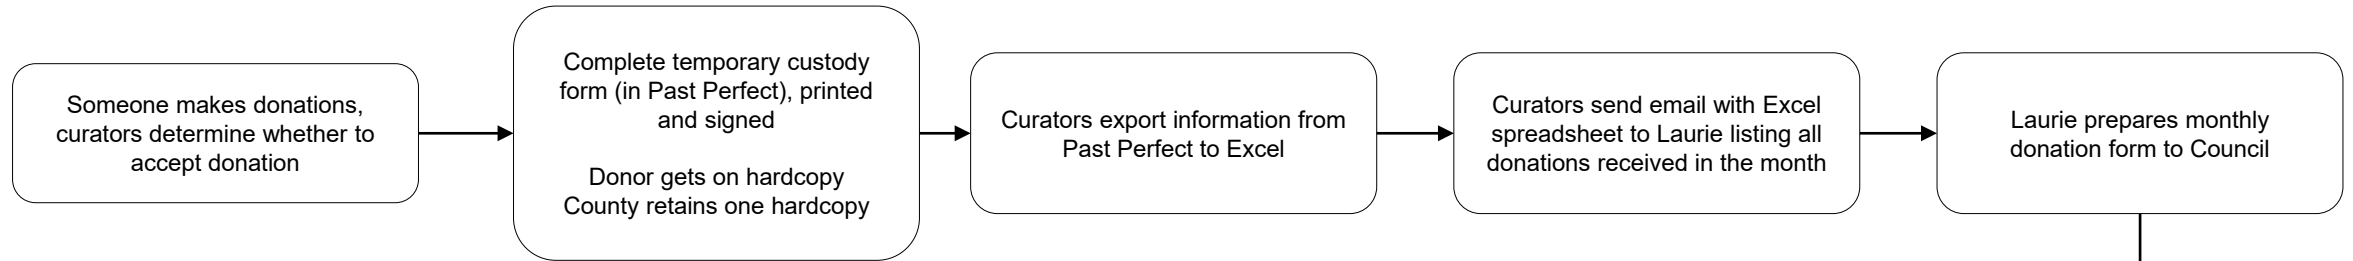 Someone makes donations,
curators determine whether to
accept donation
Complete temporary custody
form (in Past Perfect), printed
and signed
Donor gets on hardcopy
County retains one hardcopy
Curators export information from
Past Perfect to Excel
Curators send email with Excel
spreadsheet to Laurie listing all
donations received in the month
Laurie prepares monthly
donation form to Council